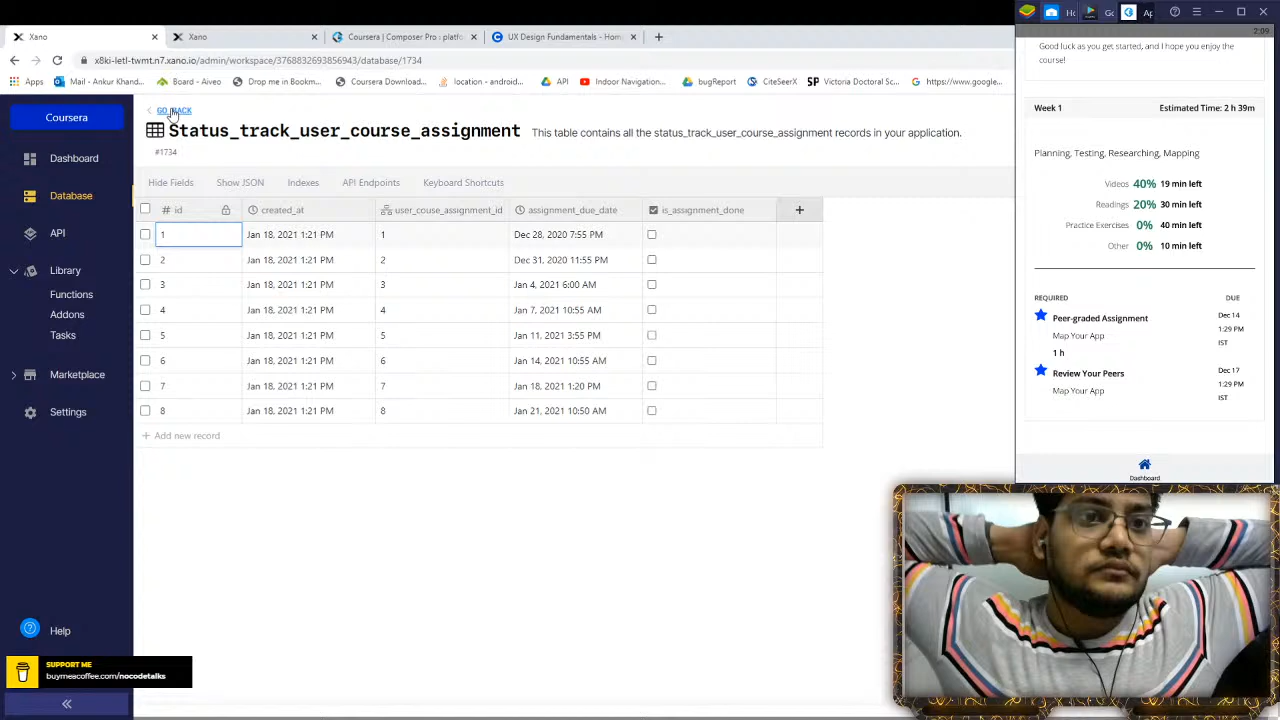 Xano
Xano
Coursera | Composer Pro : platf
UX Design Fundamentals - Hom
x8ki-letl-twmt.n7.xano.io/admin/workspace/3768832693856943/database/1734
Apps
Mail - Ankur Khand...
Board - Aiveo
Drop me in Bookm...
Coursera Download...
location - android...
API
Indoor Navigation...
bugReport
CiteSeerX
SP Victoria Doctoral Sc...
https://www.google...
Coursera
Dashboard
Database
API
Library
Functions
Addons
Tasks
Marketplace
Settings
Help
SUPPORT ME
buymeacoffee.com/nocodetalks
GO BACK
Status_track_user_course_assignment
This table contains all the status_track_user_course_assignment records in your application.
#1734
Hide Fields Show JSON Indexes API Endpoints Keyboard Shortcuts
# id created_at user_couse_assignment_id assignment_due_date is_assignment_done +
1 Jan 18, 2021 1:21 PM 1 Dec 28, 2020 7:55 PM
2 Jan 18, 2021 1:21 PM 2 Dec 31, 2020 11:55 PM
3 Jan 18, 2021 1:21 PM 3 Jan 4, 2021 6:00 AM
4 Jan 18, 2021 1:21 PM 4 Jan 7, 2021 10:55 AM
5 Jan 18, 2021 1:21 PM 5 Jan 11, 2021 3:55 PM
6 Jan 18, 2021 1:21 PM 6 Jan 14, 2021 10:55 AM
7 Jan 18, 2021 1:21 PM 7 Jan 18, 2021 1:20 PM
8 Jan 18, 2021 1:21 PM 8 Jan 21, 2021 10:50 AM
+ Add new record
2:09
Good luck as you get started, and I hope you enjoy the
course!
Week 1 Estimated Time: 2 h 39m
Planning, Testing, Researching, Mapping
Videos 40% 19 min left
Readings 20% 30 min left
Practice Exercises 0% 40 min left
Other 0% 10 min left
REQUIRED DUE
Peer-graded Assignment
Map Your App
1 h
Dec 14
1:29 PM
IST
Review Your Peers
Map Your App
Dec 17
1:29 PM
IST
Dashboard